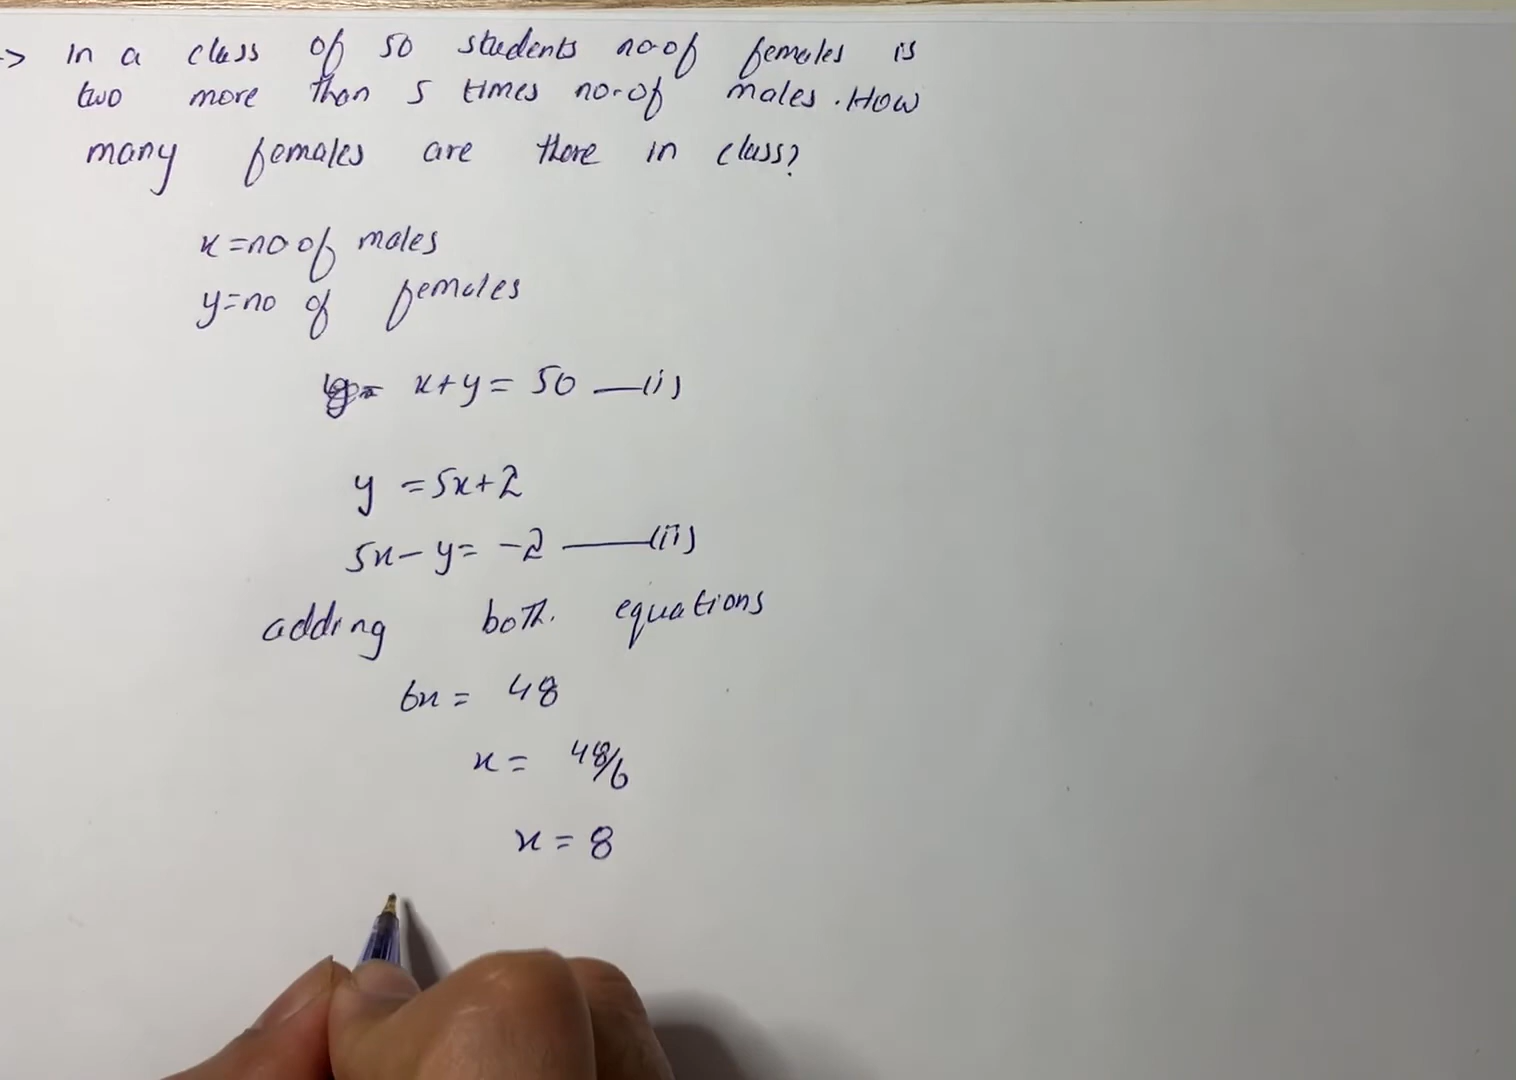 -> In a class of 50 students no.of females is
two more than 5 times no.of males. How
many females are there in class?
x=no of males
y=no of females
x+y= 50 —(i)
y =5x+2
5x-y= -2 ——(ii)
adding both. equations
6x= 48
x= 48/6
x= 8